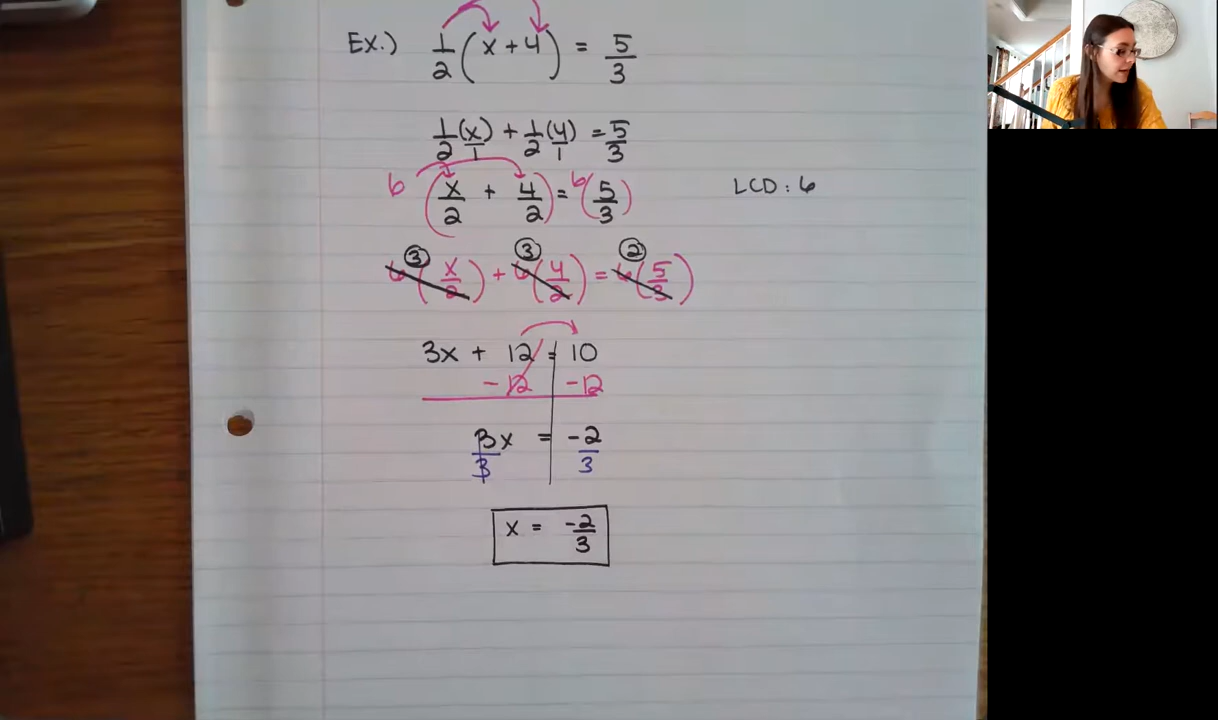 Ex.) 1/2 (x + 4) = 5/3
1/2 (x)/1 + 1/2 (4)/1 = 5/3
6 (x/2 + 4/2) = 6 (5/3) LCD: 6
3 3 2
6 (x/2) + 6 (4/2) = 6 (5/3)
3x + 12 = 10
-12 -12
3x = -2
3 3
x = -2/3